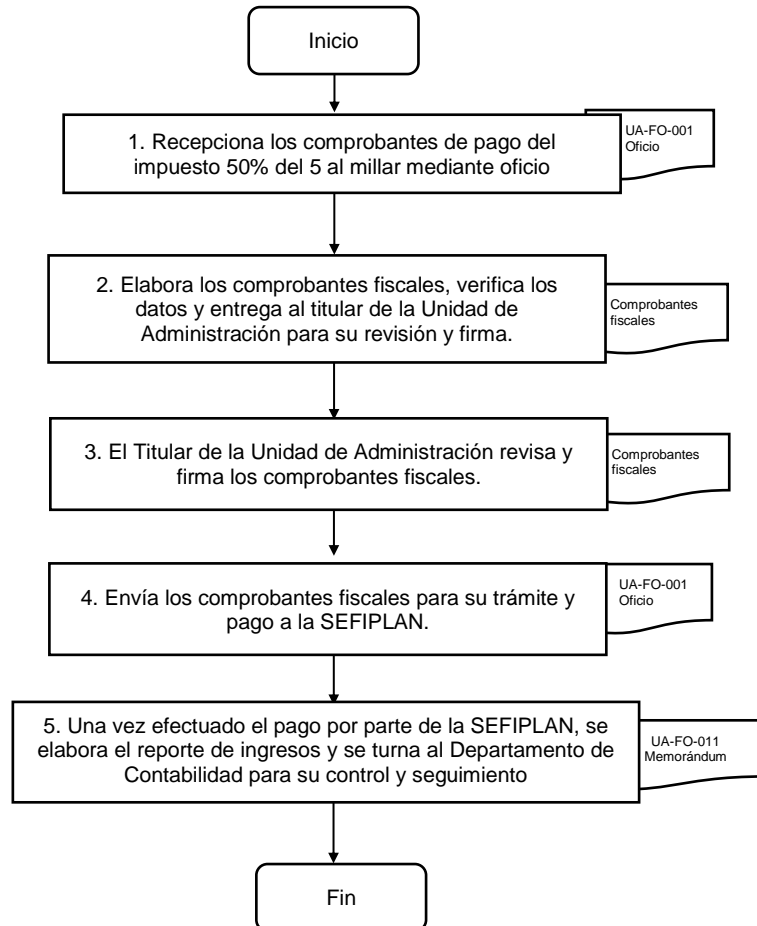 Inicio
1. Recepciona los comprobantes de pago del
impuesto 50% del 5 al millar mediante oficio
UA-FO-001
Oficio
2. Elabora los comprobantes fiscales, verifica los
datos y entrega al titular de la Unidad de
Administración para su revisión y firma.
Comprobantes
fiscales
3. El Titular de la Unidad de Administración revisa y
firma los comprobantes fiscales.
Comprobantes
fiscales
4. Envía los comprobantes fiscales para su trámite y
pago a la SEFIPLAN.
UA-FO-001
Oficio
5. Una vez efectuado el pago por parte de la SEFIPLAN, se
elabora el reporte de ingresos y se turna al Departamento de
Contabilidad para su control y seguimiento
UA-FO-011
Memorándum
Fin